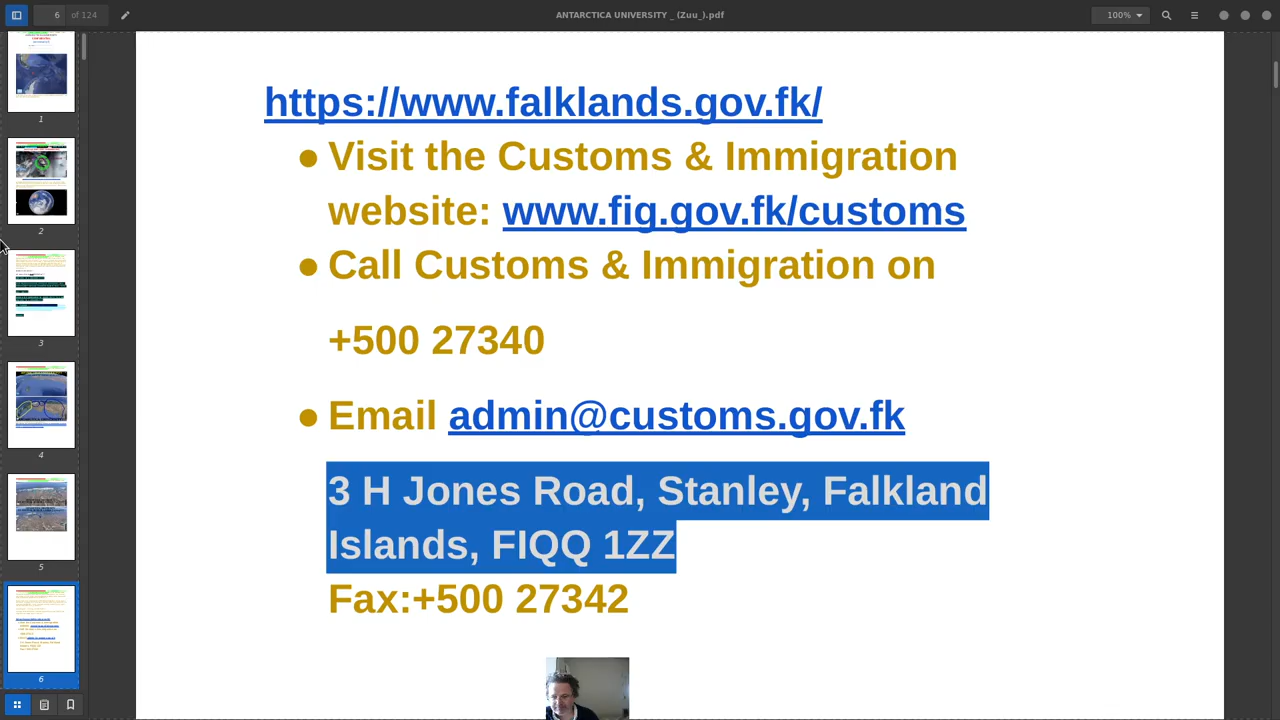 6 of 124
ANTARCTICA UNIVERSITY _ (Zuu_).pdf
100%
https://www.falklands.gov.fk/
● Visit the Customs & Immigration
website: www.fig.gov.fk/customs
● Call Customs & Immigration on
+500 27340
● Email admin@customs.gov.fk
3 H Jones Road, Stanley, Falkland
Islands, FIQQ 1ZZ
Fax:+500 27342
1
2
3
4
5
6